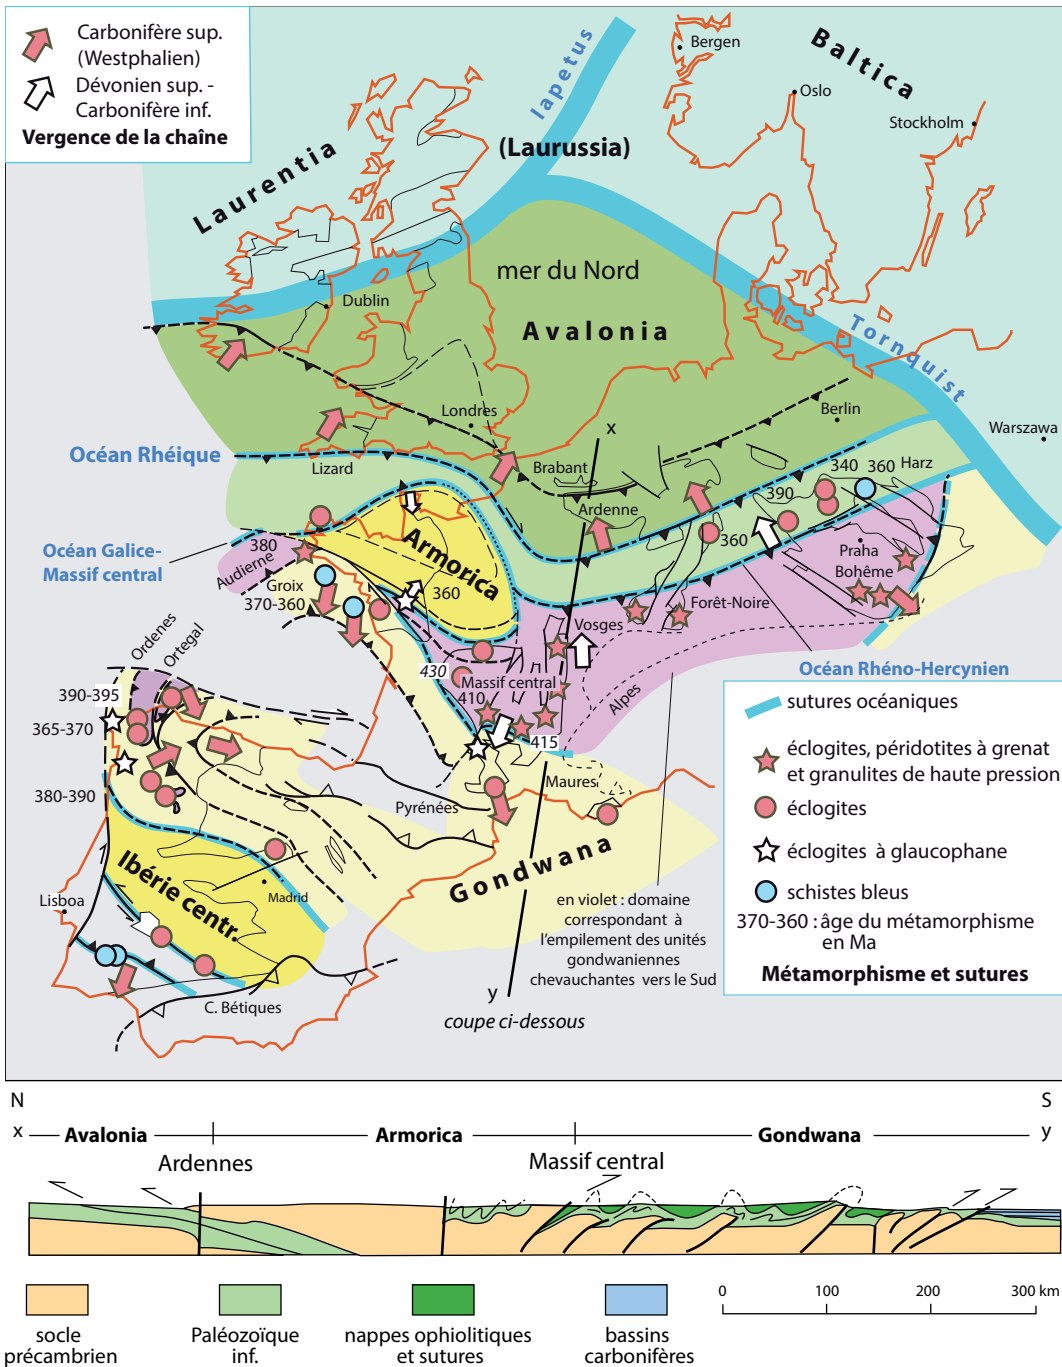 Carbonifère sup.
(Westphalien)
Dévonien sup. -
Carbonifère inf.
Vergence de la chaîne
Bergen
Baltica
Oslo
Stockholm
Iapetus
(Laurussia)
Laurentia
mer du Nord
Dublin
Avalonia
Tornquist
Londres
Berlin
Warszawa
x
Océan Rhéique
Lizard
Brabant
340
360
Harz
390
Ardenne
360
Océan Galice-
Massif central
380
Audierne
Armorica
Praha
Bohême
Groix
370-360
360
Forêt-Noire
Vosges
Ordenes
Ortegal
430
Massif central
410
Alpes
Océan Rhéno-Hercynien
390-395
365-370
415
380-390
Pyrénées
Maures
Gondwana
Ibérie centr.
Madrid
Lisboa
C. Bétiques
en violet : domaine
correspondant à
l'empilement des unités
gondwaniennes
chevauchantes vers le Sud
y
coupe ci-dessous
sutures océaniques
éclogites, péridotites à grenat
et granulites de haute pression
éclogites
éclogites à glaucophane
schistes bleus
370-360 : âge du métamorphisme
en Ma
Métamorphisme et sutures
N
S
x
Avalonia
Armorica
Gondwana
y
Ardennes
Massif central
socle
précambrien
Paléozoïque
inf.
nappes ophiolitiques
et sutures
bassins
carbonifères
0
100
200
300 km